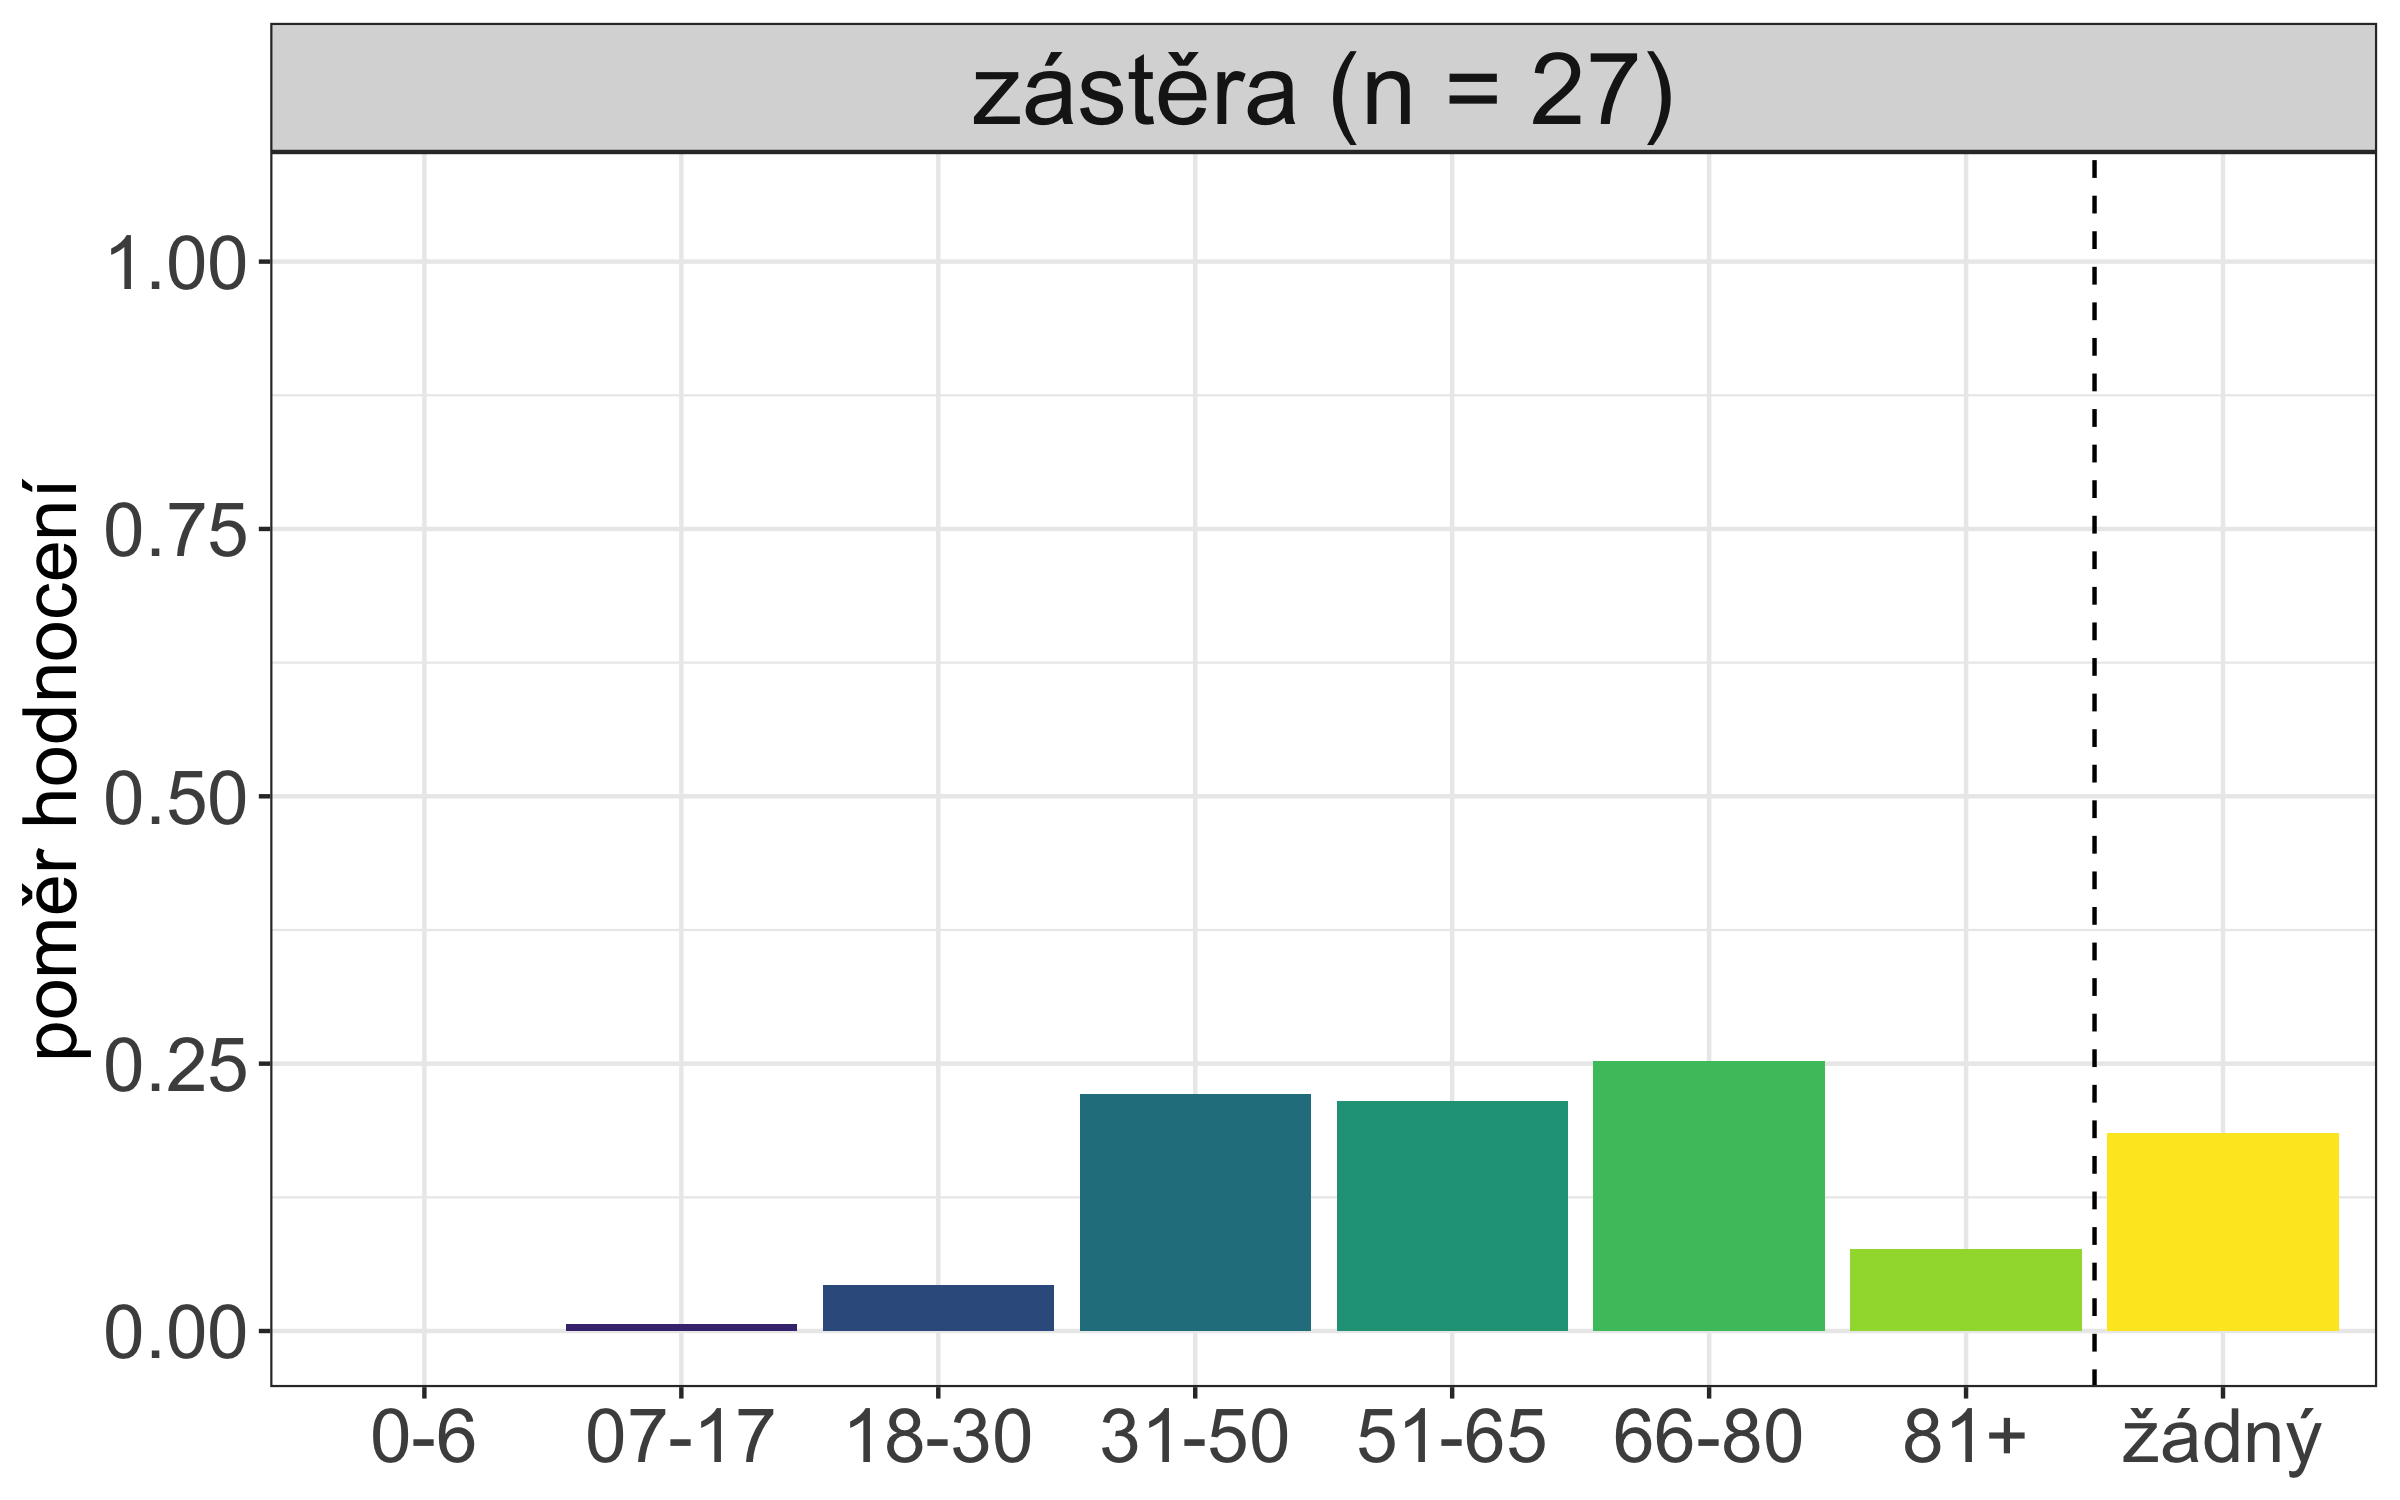 zástěra (n = 27)
poměr hodnocení
1.00
0.75
0.50
0.25
0.00
0-6 07-17 18-30 31-50 51-65 66-80 81+ žádný